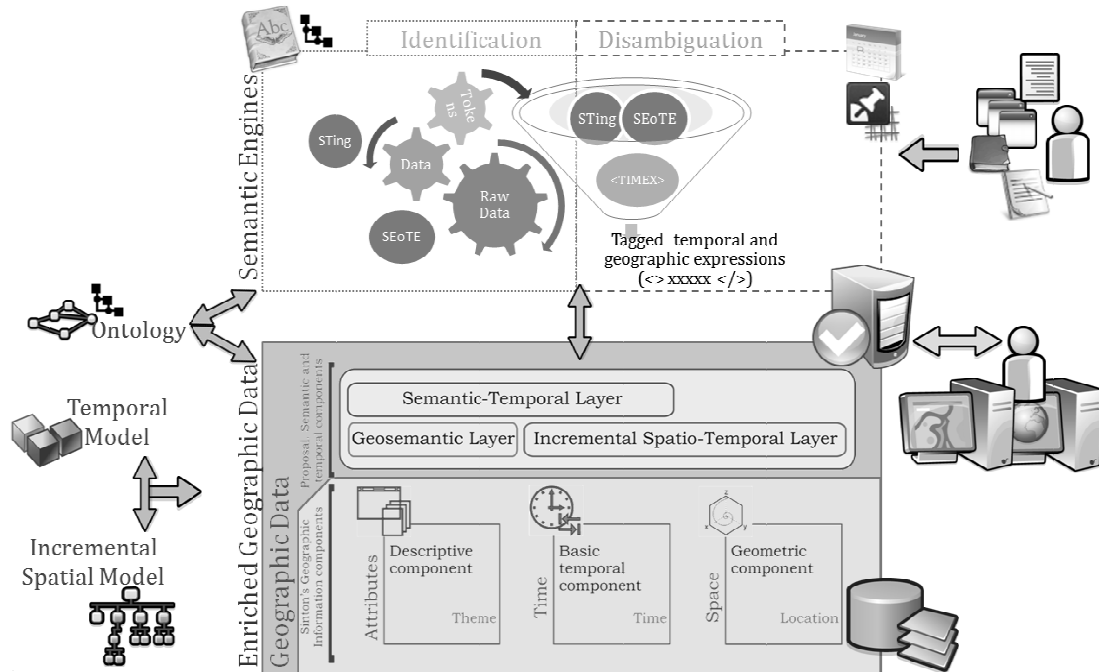 Abc
Identification
Disambiguation
Semantic Engines
Toke
ns
STing
Data
Raw
Data
SEoTE
STing
SEoTE
<TIMEX>
Tagged temporal and
geographic expressions
(<> xxxxx </>)
Ontology
Temporal
Model
Incremental
Spatial Model
Enriched Geographic Data
Geographic Data
Proposal. Semantic and
temporal components
Semantic-Temporal Layer
Geosemantic Layer
Incremental Spatio-Temporal Layer
Sinton's Geographic
Information components
Attributes
Descriptive
component
Theme
Time
Basic
temporal
component
Time
z
x
y
Space
Geometric
component
Location